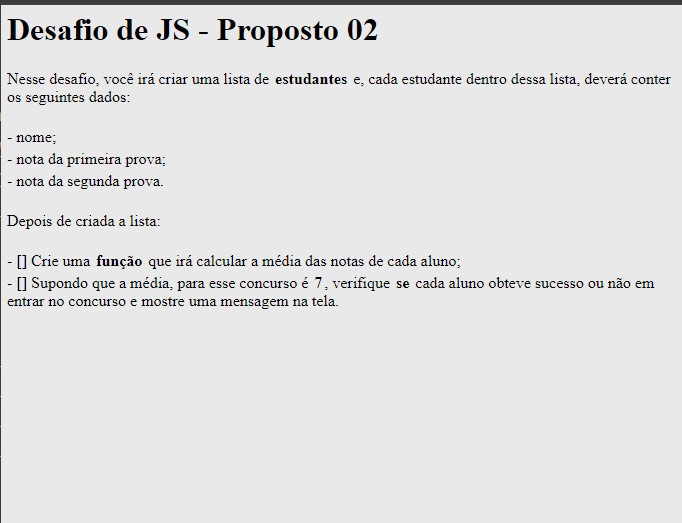 Desafio de JS - Proposto 02
Nesse desafio, você irá criar uma lista de estudantes e, cada estudante dentro dessa lista, deverá conter
os seguintes dados:
- nome;
- nota da primeira prova;
- nota da segunda prova.
Depois de criada a lista:
- [] Crie uma função que irá calcular a média das notas de cada aluno;
- [] Supondo que a média, para esse concurso é 7, verifique se cada aluno obteve sucesso ou não em
entrar no concurso e mostre uma mensagem na tela.